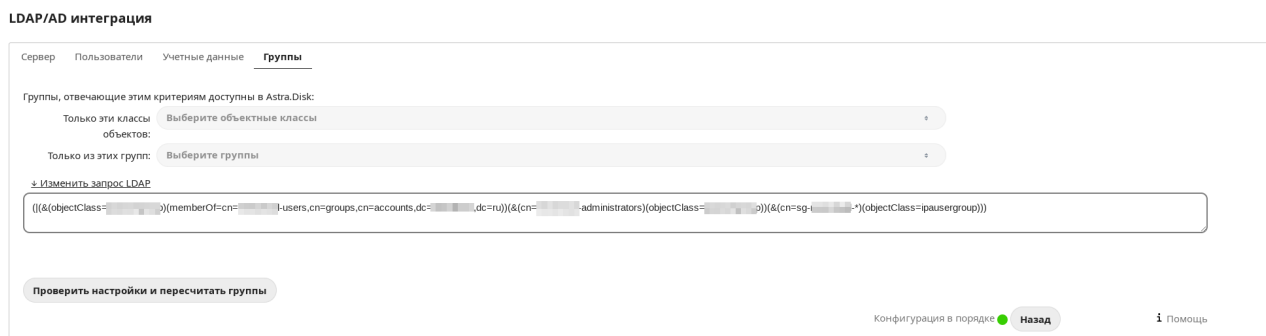 LDAP/AD интеграция
Сервер Пользователи Учетные данные Группы
Группы, отвечающие этим критериям доступны в Astra.Disk:
Только эти классы объектов: Выберите объектные классы
Только из этих групп: Выберите группы
↓ Изменить запрос LDAP
(|(&(objectClass= )(memberOf=cn= -users,cn=groups,cn=accounts,dc= ,dc=ru))(&(cn= -administrators)(objectClass= ))(&(cn=sg- -*)(objectClass=ipausergroup)))
Проверить настройки и пересчитать группы
Конфигурация в порядке Назад i Помощь